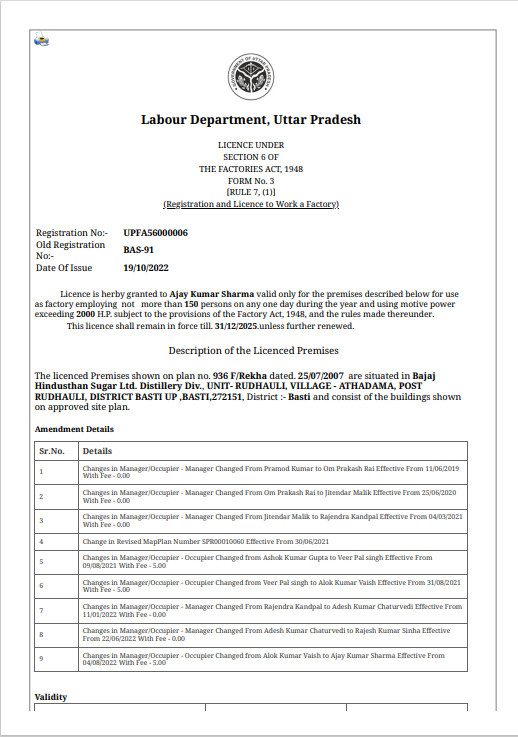 GOVERNMENT OF UTTAR PRADESH
Labour Department, Uttar Pradesh
LICENCE UNDER
SECTION 6 OF
THE FACTORIES ACT, 1948
FORM No. 3
[RULE 7, (1)]
(Registration and Licence to Work a Factory)
Registration No:- UPFA56000006
Old Registration
No:- BAS-91
Date Of Issue 19/10/2022
Licence is herby granted to Ajay Kumar Sharma valid only for the premises described below for use
as factory employing not more than 150 persons on any one day during the year and using motive power
exceeding 2000 H.P. subject to the provisions of the Factory Act, 1948, and the rules made thereunder.
This licence shall remain in force till. 31/12/2025.unless further renewed.
Description of the Licenced Premises
The licenced Premises shown on plan no. 936 F/Rekha dated. 25/07/2007 are situated in Bajaj
Hindusthan Sugar Ltd. Distillery Div., UNIT- RUDHAULI, VILLAGE - ATHADAMA, POST
RUDHAULI, DISTRICT BASTI UP ,BASTI,272151, District :- Basti and consist of the buildings shown
on approved site plan.
Amendment Details
Sr.No. Details
1 Changes in Manager/Occupier - Manager Changed From Pramod Kumar to Om Prakash Rai Effective From 11/06/2019
With Fee - 0.00
2 Changes in Manager/Occupier - Manager Changed From Om Prakash Rai to Jitendar Malik Effective From 25/06/2020
With Fee - 0.00
3 Changes in Manager/Occupier - Manager Changed From Jitendar Malik to Rajendra Kandpal Effective From 04/03/2021
With Fee - 0.00
4 Change in Revised MapPlan Number SPR00010060 Effective From 30/06/2021
5 Changes in Manager/Occupier - Occupier Changed from Ashok Kumar Gupta to Veer Pal singh Effective From
09/08/2021 With Fee - 5.00
6 Changes in Manager/Occupier - Occupier Changed from Veer Pal singh to Alok Kumar Vaish Effective From 31/08/2021
With Fee - 5.00
7 Changes in Manager/Occupier - Manager Changed From Rajendra Kandpal to Adesh Kumar Chaturvedi Effective From
11/01/2022 With Fee - 0.00
8 Changes in Manager/Occupier - Manager Changed From Adesh Kumar Chaturvedi to Rajesh Kumar Sinha Effective
From 22/06/2022 With Fee - 0.00
9 Changes in Manager/Occupier - Occupier Changed from Alok Kumar Vaish to Ajay Kumar Sharma Effective From
04/08/2022 With Fee - 5.00
Validity